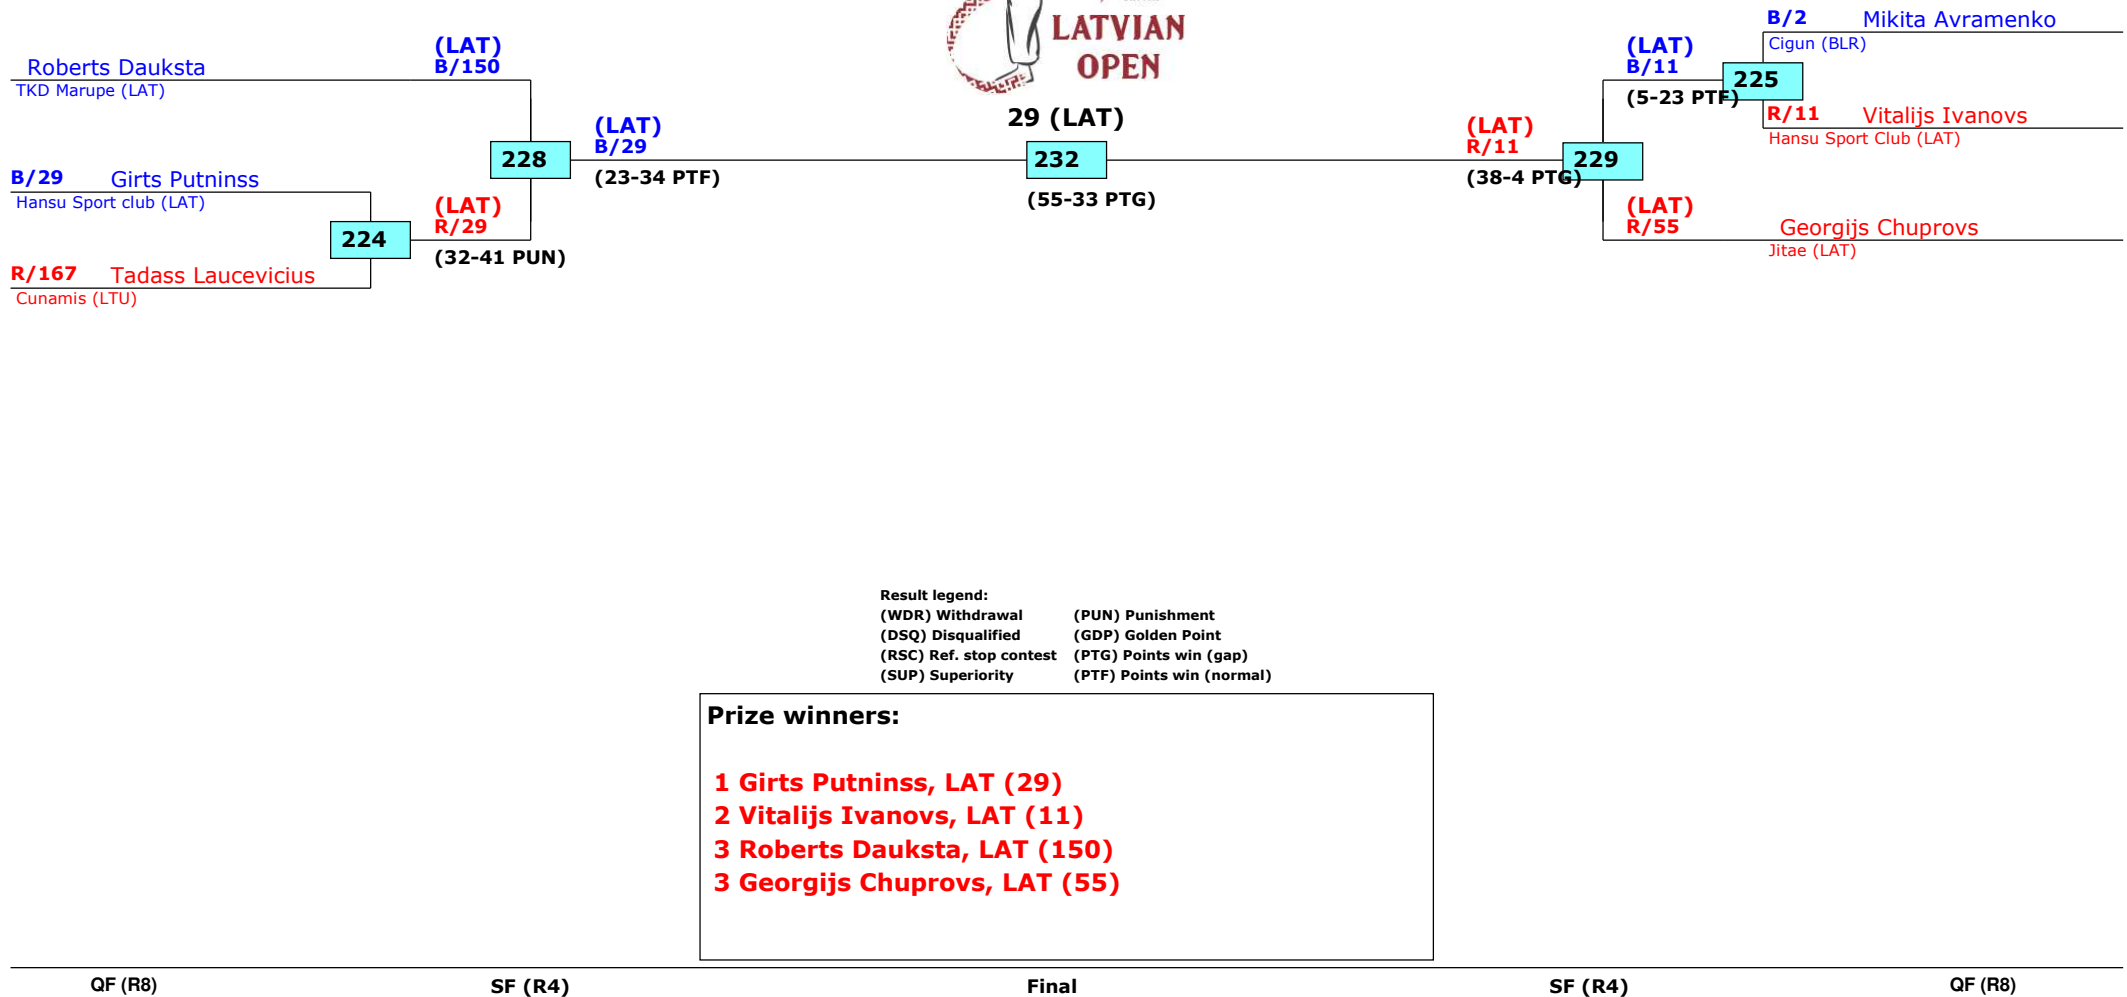 LATVIAN
OPEN
29 (LAT)
232
(55-33 PTG)
Roberts Dauksta
TKD Marupe (LAT)
(LAT)
B/150
B/29 Girts Putninss
Hansu Sport club (LAT)
R/167 Tadass Laucevicius
Cunamis (LTU)
224
(LAT)
R/29
(32-41 PUN)
228
(LAT)
B/29
(23-34 PTF)
(LAT)
R/11
(38-4 PTG)
229
(LAT)
B/11
(5-23 PTF)
225
B/2 Mikita Avramenko
Cigun (BLR)
R/11 Vitalijs Ivanovs
Hansu Sport Club (LAT)
(LAT)
R/55
Georgijs Chuprovs
Jitae (LAT)
Result legend:
(WDR) Withdrawal (PUN) Punishment
(DSQ) Disqualified (GDP) Golden Point
(RSC) Ref. stop contest (PTG) Points win (gap)
(SUP) Superiority (PTF) Points win (normal)
Prize winners:
1 Girts Putninss, LAT (29)
2 Vitalijs Ivanovs, LAT (11)
3 Roberts Dauksta, LAT (150)
3 Georgijs Chuprovs, LAT (55)
QF (R8) SF (R4) Final SF (R4) QF (R8)